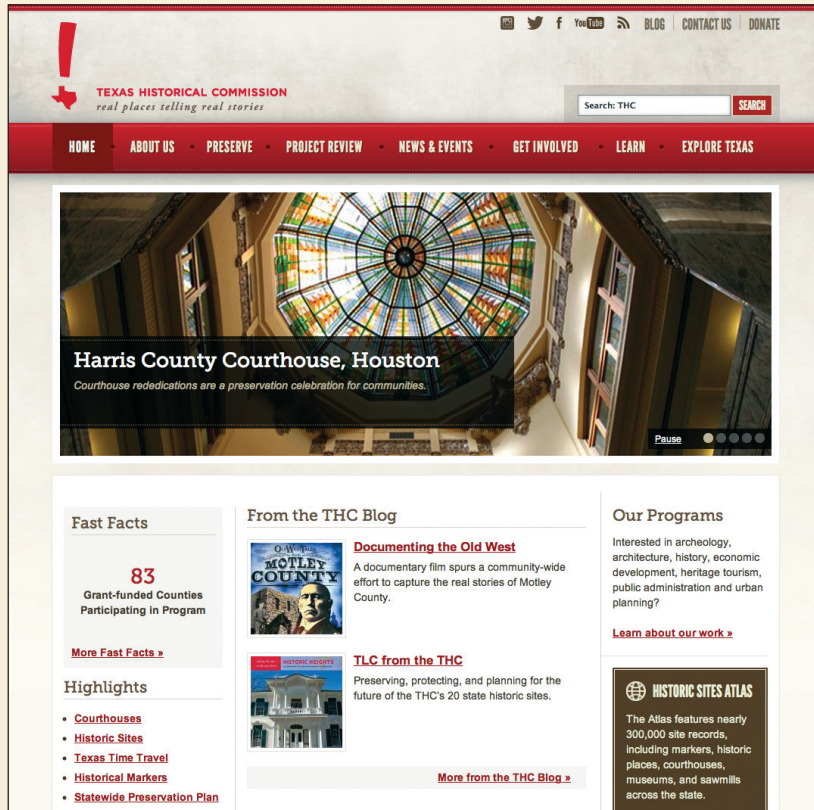 You Tube
BLOG
CONTACT US
DONATE
TEXAS HISTORICAL COMMISSION
real places telling real stories
Search: THC
SEARCH
HOME
ABOUT US
PRESERVE
PROJECT REVIEW
NEWS & EVENTS
GET INVOLVED
LEARN
EXPLORE TEXAS
Harris County Courthouse, Houston
Courthouse rededications are a preservation celebration for communities.
Pause
Fast Facts
83
Grant-funded Counties
Participating in Program
More Fast Facts »
Highlights
• Courthouses
• Historic Sites
• Texas Time Travel
• Historical Markers
• Statewide Preservation Plan
From the THC Blog
MOTLEY
COUNTY
Documenting the Old West
A documentary film spurs a community-wide
effort to capture the real stories of Motley
County.
HISTORIC HEIGHTS
TLC from the THC
Preserving, protecting, and planning for the
future of the THC's 20 state historic sites.
More from the THC Blog »
Our Programs
Interested in archeology,
architecture, history, economic
development, heritage tourism,
public administration and urban
planning?
Learn about our work »
HISTORIC SITES ATLAS
The Atlas features nearly
300,000 site records,
including markers, historic
places, courthouses,
museums, and sawmills
across the state.